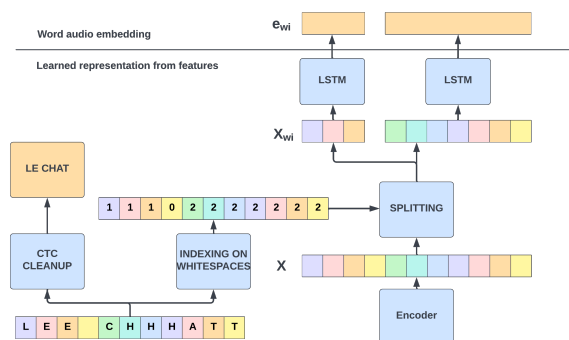 e_wi
Word audio embedding
Learned representation from features
LSTM LSTM
X_wi
LE CHAT
1 1 1 0 2 2 2 2 2 2 2
SPLITTING
CTC
CLEANUP
INDEXING ON
WHITESPACES
X
Encoder
L E E C H H H A T T